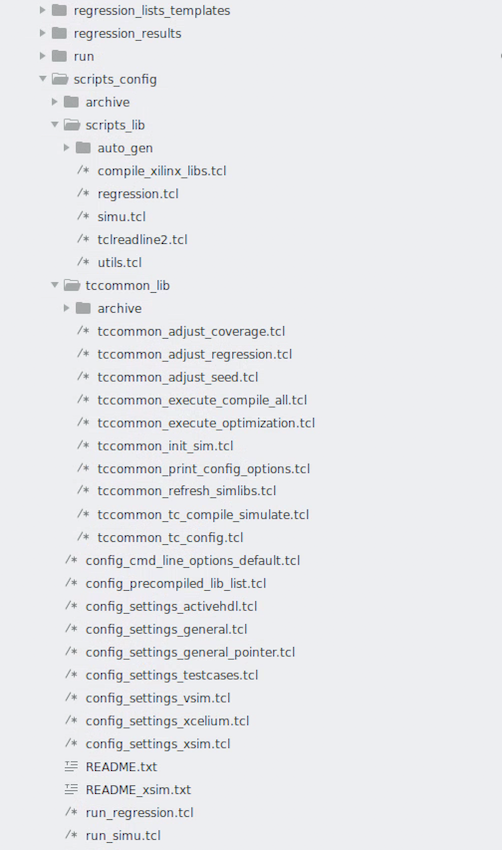 regression_lists_templates
regression_results
run
scripts_config
archive
scripts_lib
auto_gen
compile_xilinx_libs.tcl
regression.tcl
simu.tcl
tclreadline2.tcl
utils.tcl
tccommon_lib
archive
tccommon_adjust_coverage.tcl
tccommon_adjust_regression.tcl
tccommon_adjust_seed.tcl
tccommon_execute_compile_all.tcl
tccommon_execute_optimization.tcl
tccommon_init_sim.tcl
tccommon_print_config_options.tcl
tccommon_refresh_simlibs.tcl
tccommon_tc_compile_simulate.tcl
tccommon_tc_config.tcl
config_cmd_line_options_default.tcl
config_precompiled_lib_list.tcl
config_settings_activehdl.tcl
config_settings_general.tcl
config_settings_general_pointer.tcl
config_settings_testcases.tcl
config_settings_vsim.tcl
config_settings_xcelium.tcl
config_settings_xsim.tcl
README.txt
README_xsim.txt
run_regression.tcl
run_simu.tcl